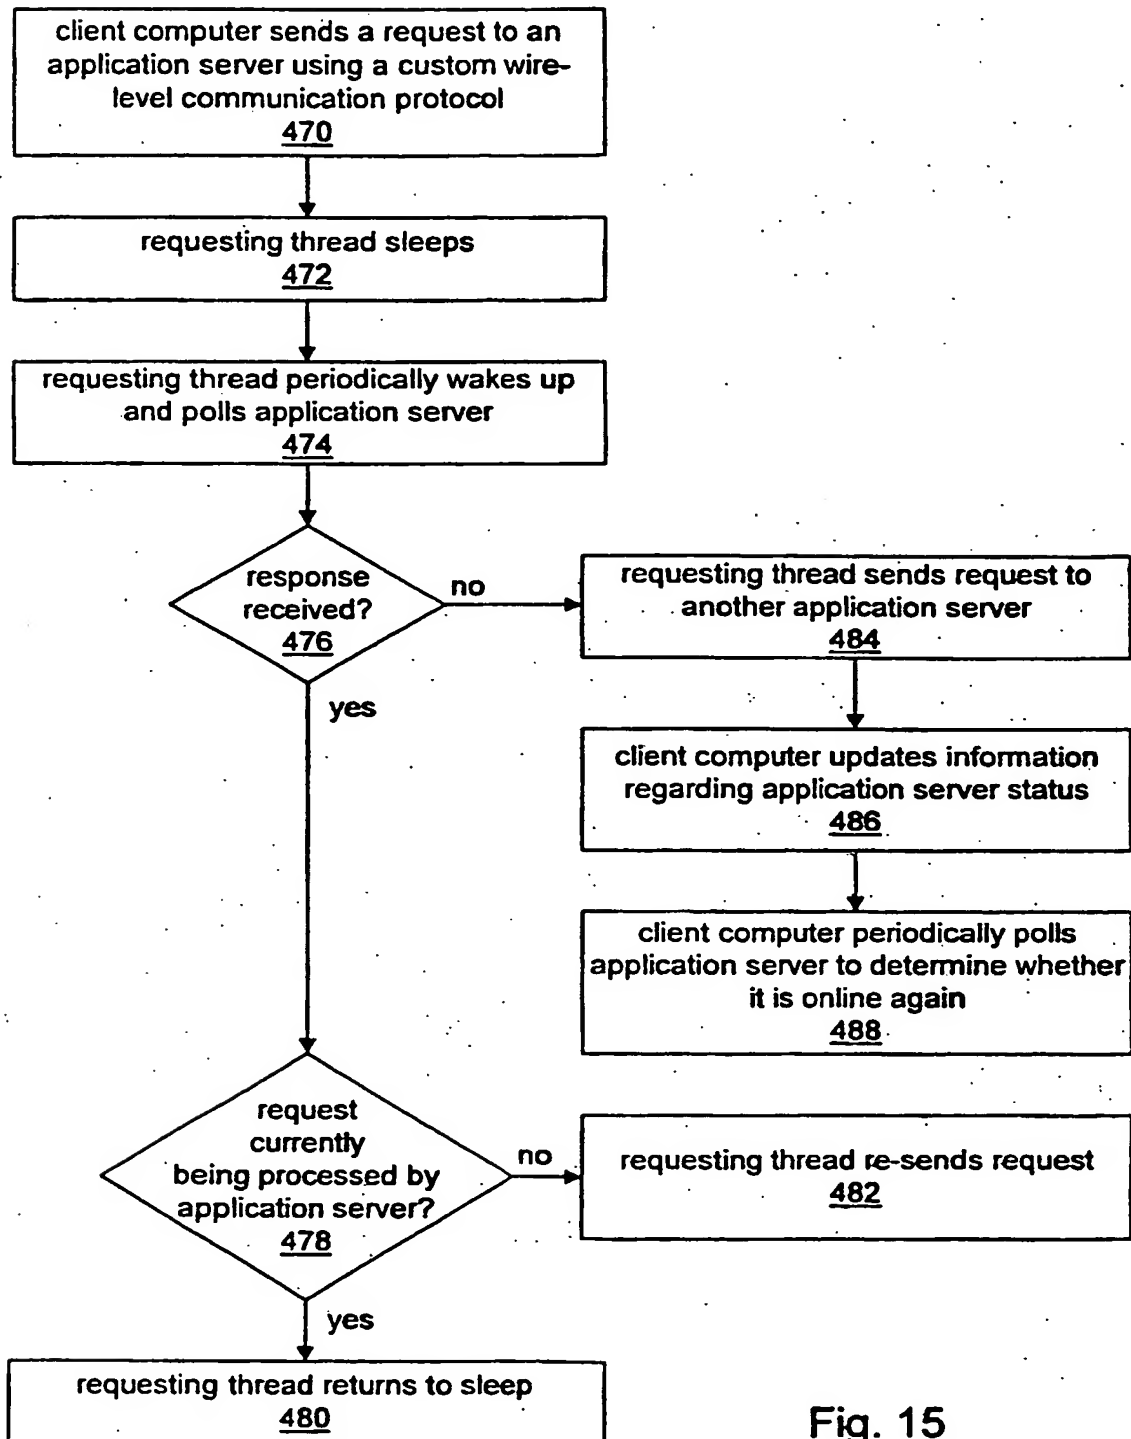 client computer sends a request to an
application server using a custom wire-
level communication protocol
470
requesting thread sleeps
472
requesting thread periodically wakes up
and polls application server
474
response
received?
476
no
requesting thread sends request to
another application server
484
yes
client computer updates information
regarding application server status
486
client computer periodically polls
application server to determine whether
it is online again
488
request
currently
being processed by
application server?
478
no
requesting thread re-sends request
482
yes
requesting thread returns to sleep
480
Fig. 15